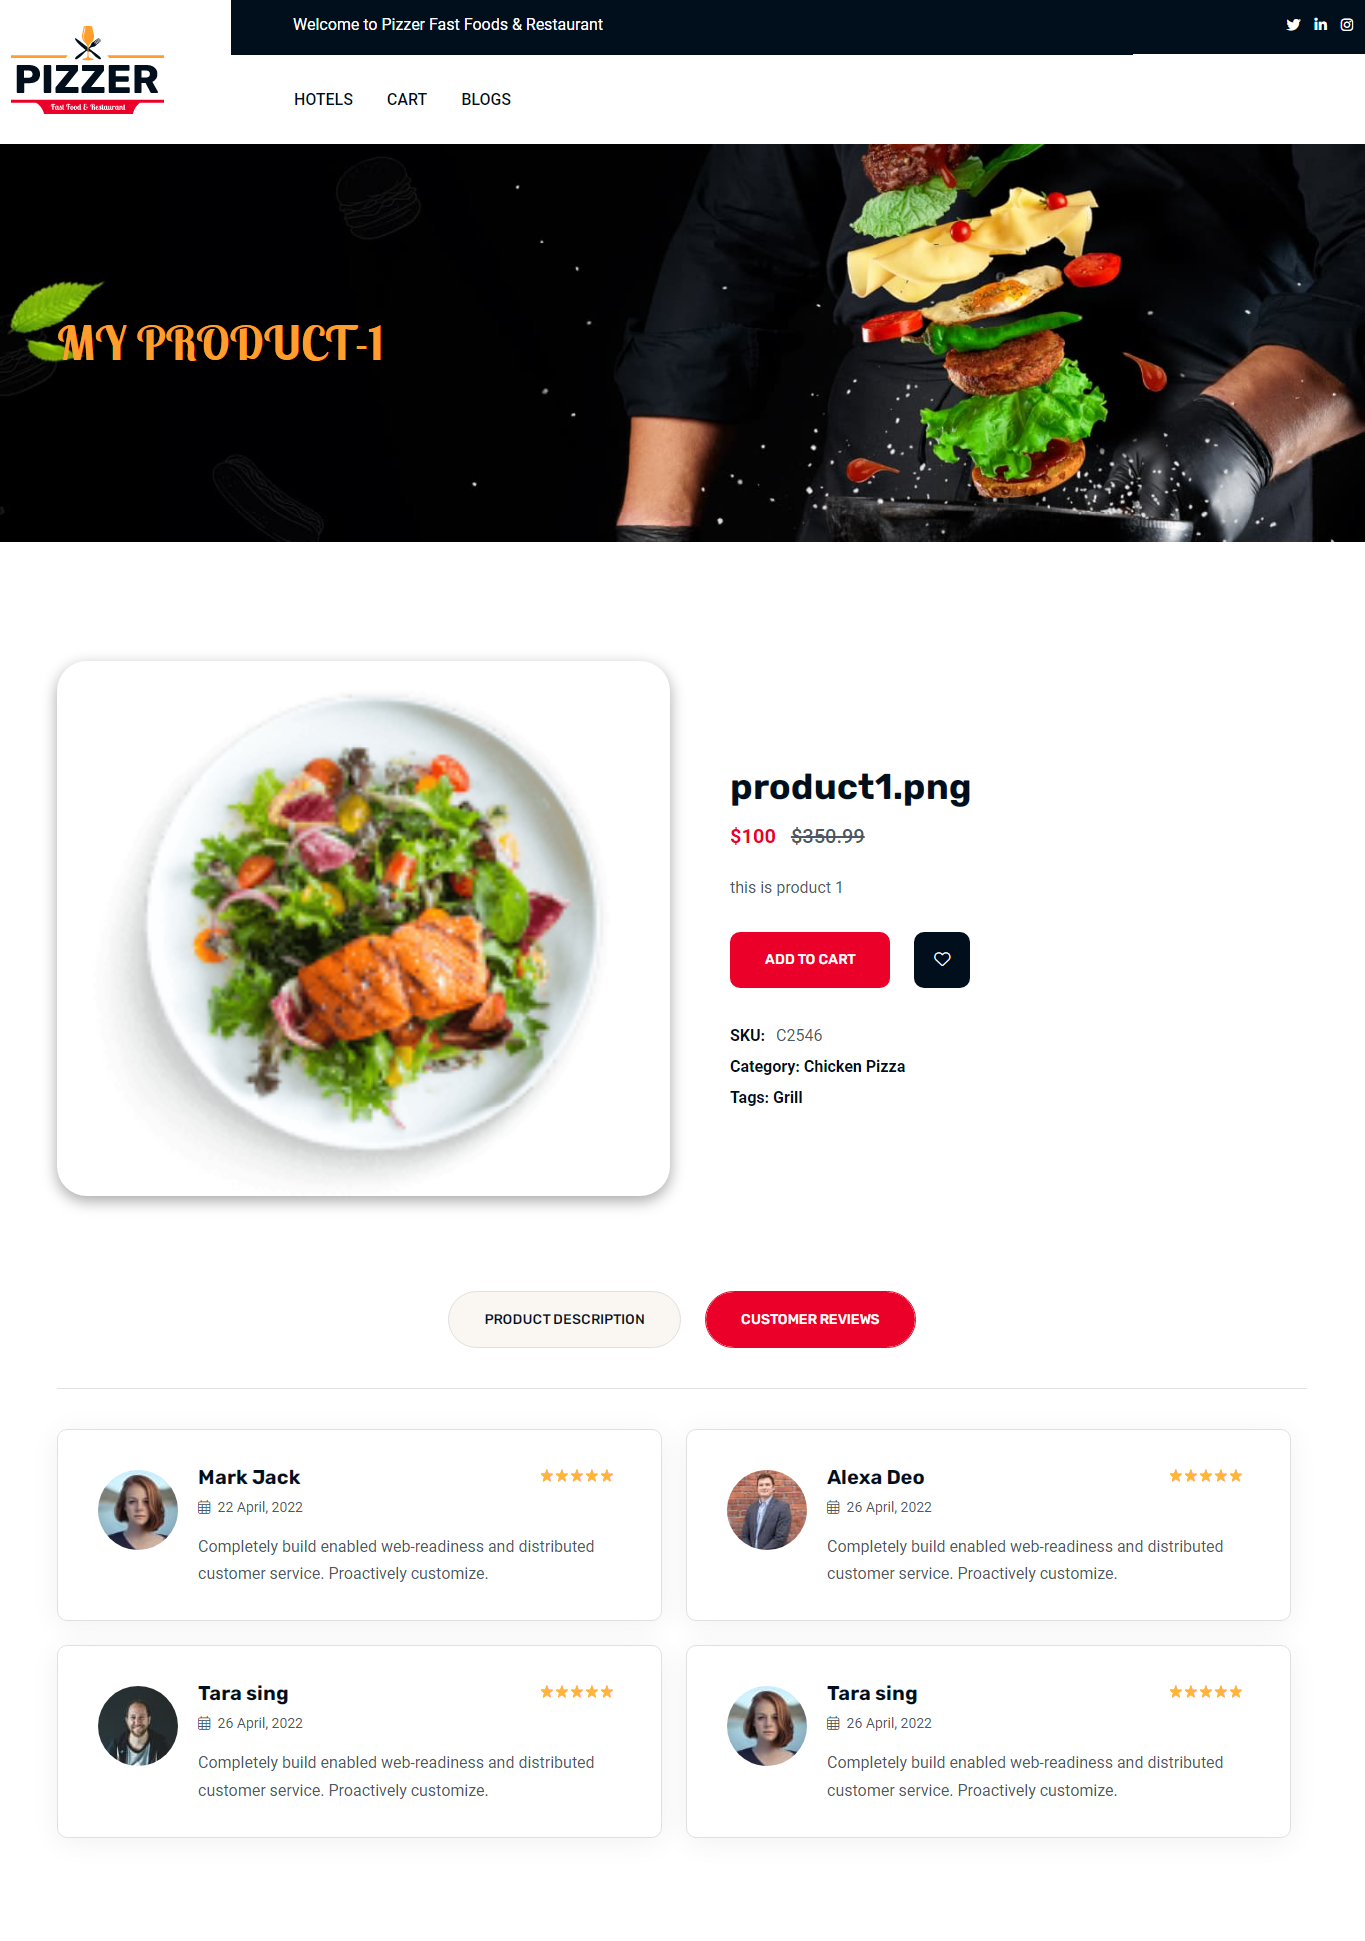 Welcome to Pizzer Fast Foods & Restaurant
PIZZER
Fast Food & Restaurant
HOTELS CART BLOGS
MY PRODUCT-1
product1.png
$100 $350.99
this is product 1
ADD TO CART
SKU: C2546
Category: Chicken Pizza
Tags: Grill
PRODUCT DESCRIPTION CUSTOMER REVIEWS
Mark Jack
22 April, 2022
Completely build enabled web-readiness and distributed
customer service. Proactively customize.
Alexa Deo
26 April, 2022
Completely build enabled web-readiness and distributed
customer service. Proactively customize.
Tara sing
26 April, 2022
Completely build enabled web-readiness and distributed
customer service. Proactively customize.
Tara sing
26 April, 2022
Completely build enabled web-readiness and distributed
customer service. Proactively customize.